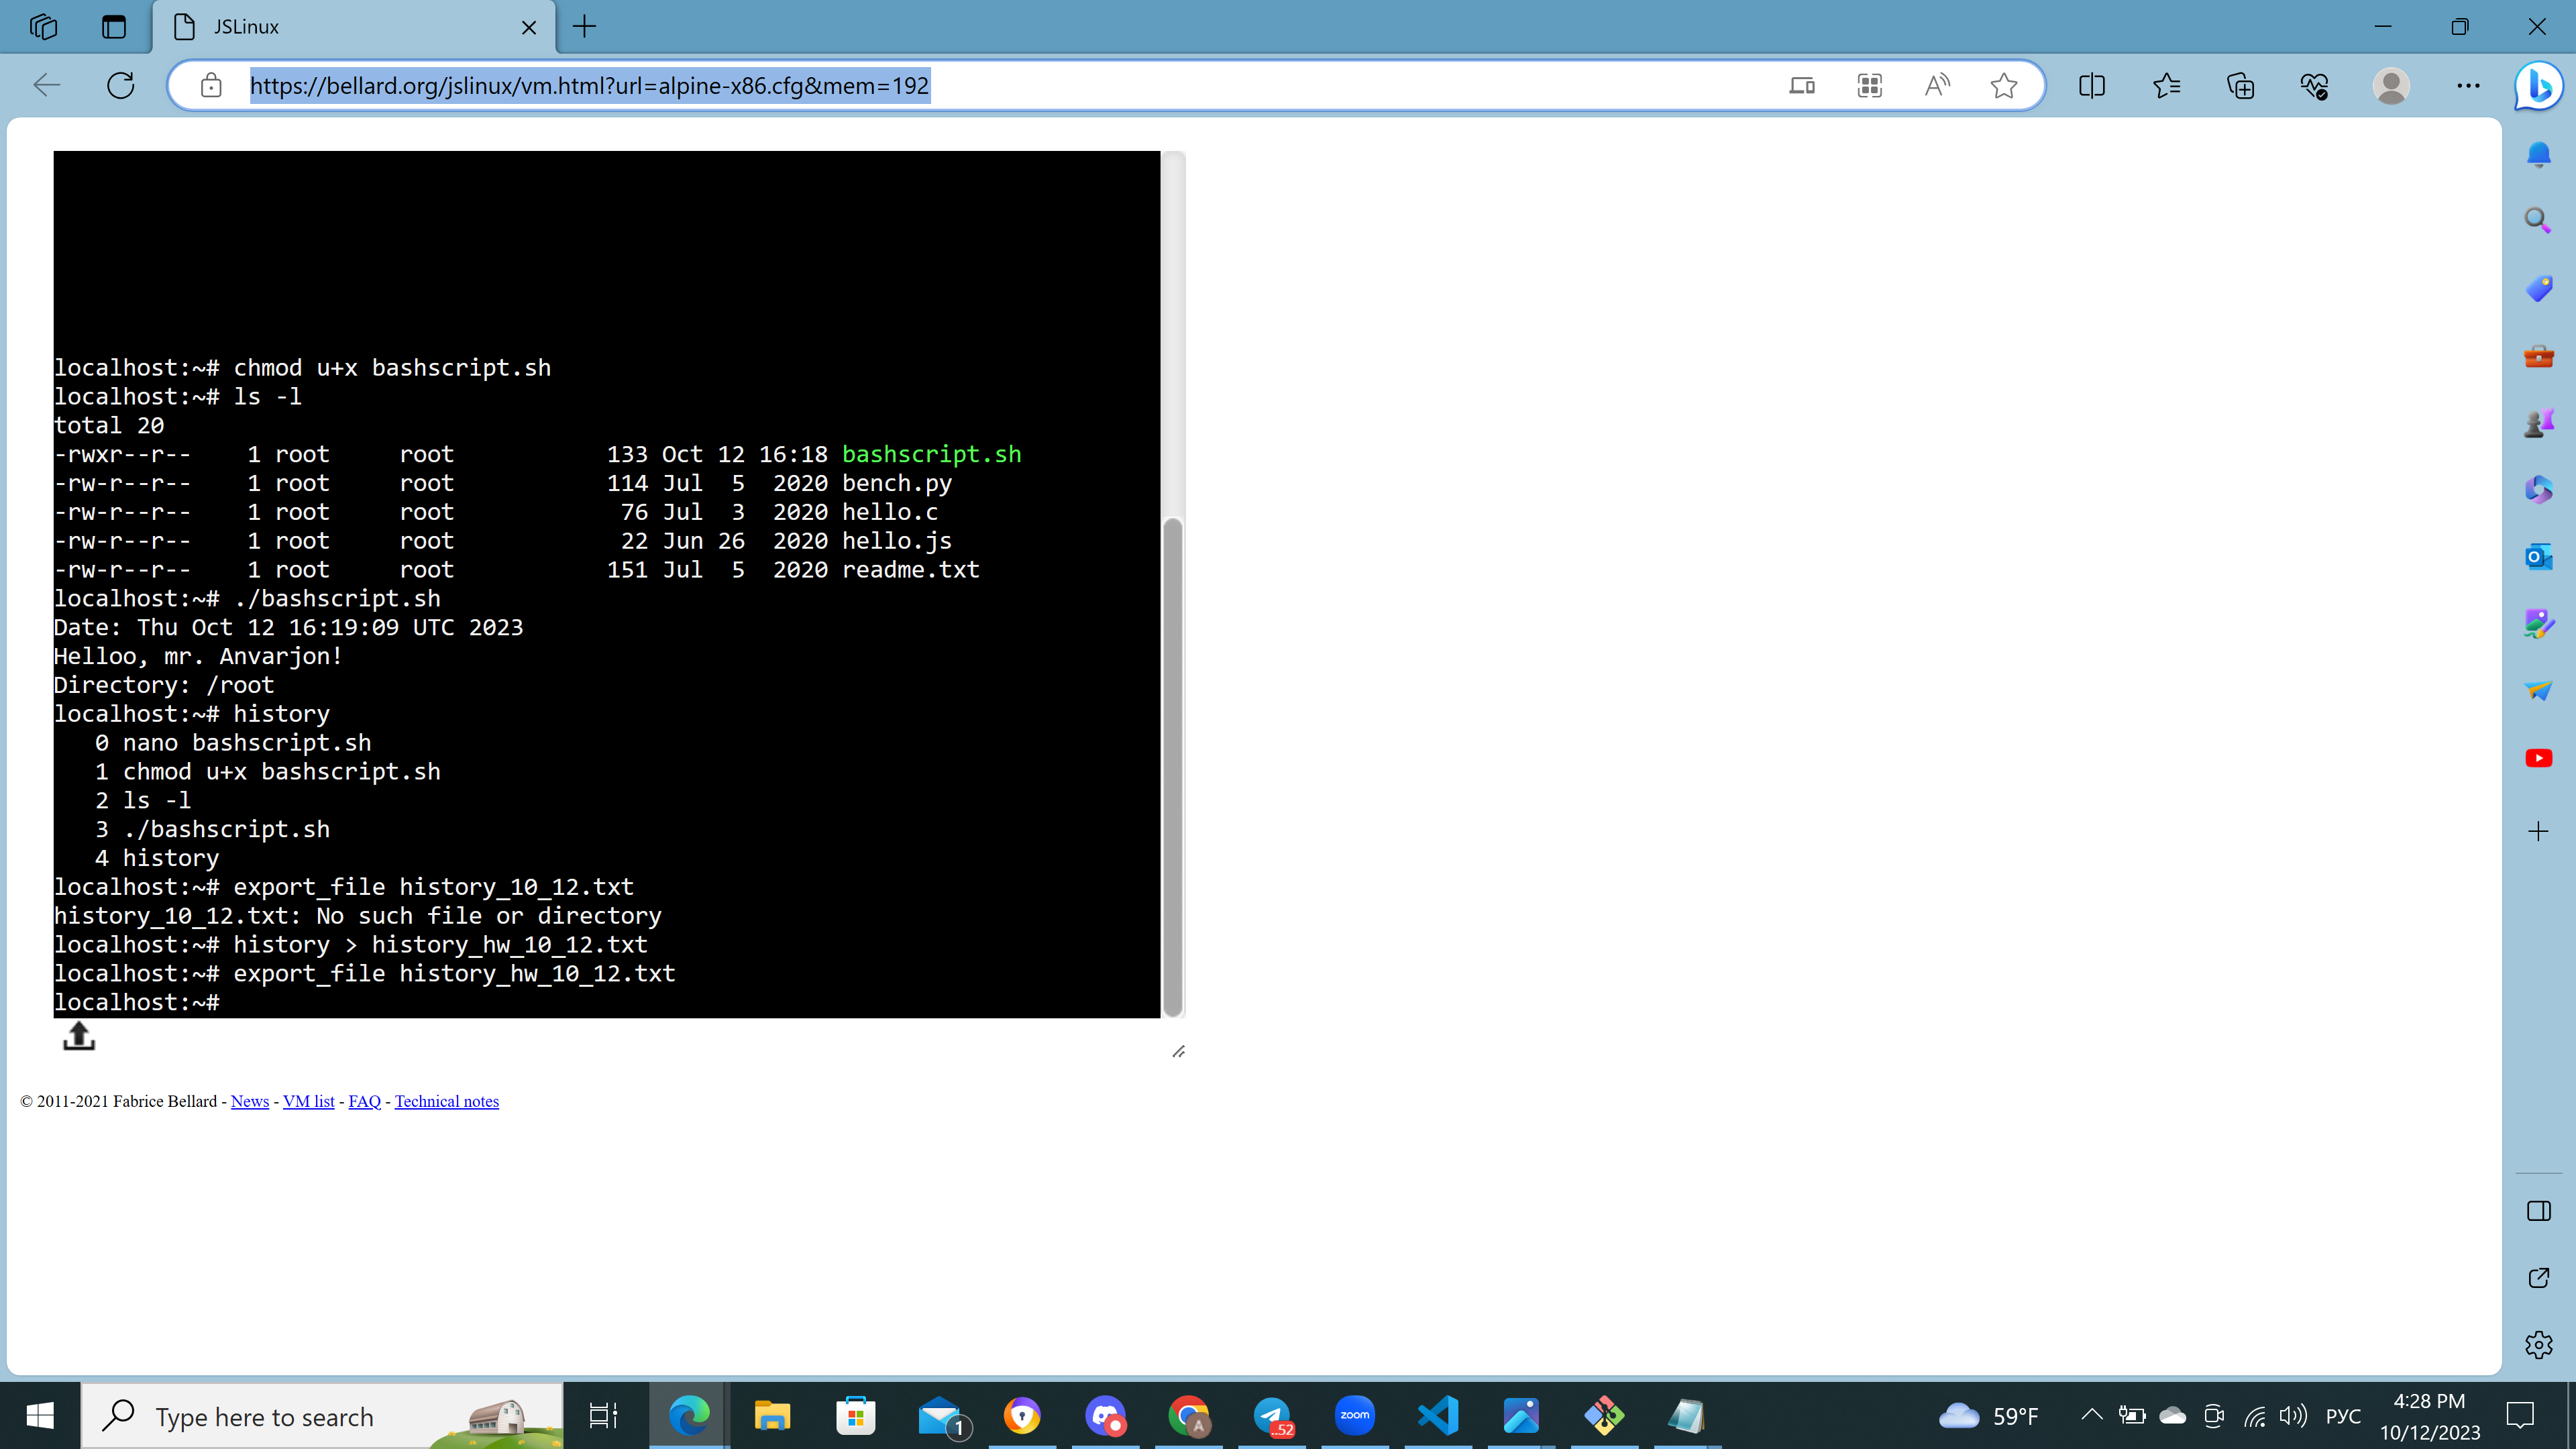 JSLinux
https://bellard.org/jslinux/vm.html?url=alpine-x86.cfg&mem=192
localhost:~# chmod u+x bashscript.sh
localhost:~# ls -l
total 20
-rwxr--r-- 1 root root 133 Oct 12 16:18 bashscript.sh
-rw-r--r-- 1 root root 114 Jul 5 2020 bench.py
-rw-r--r-- 1 root root 76 Jul 3 2020 hello.c
-rw-r--r-- 1 root root 22 Jun 26 2020 hello.js
-rw-r--r-- 1 root root 151 Jul 5 2020 readme.txt
localhost:~# ./bashscript.sh
Date: Thu Oct 12 16:19:09 UTC 2023
Helloo, mr. Anvarjon!
Directory: /root
localhost:~# history
0 nano bashscript.sh
1 chmod u+x bashscript.sh
2 ls -l
3 ./bashscript.sh
4 history
localhost:~# export_file history_10_12.txt
history_10_12.txt: No such file or directory
localhost:~# history > history_hw_10_12.txt
localhost:~# export_file history_hw_10_12.txt
localhost:~#
© 2011-2021 Fabrice Bellard - News - VM list - FAQ - Technical notes
Type here to search
1
A
..52
zoom
59°F
РУС
4:28 PM
10/12/2023